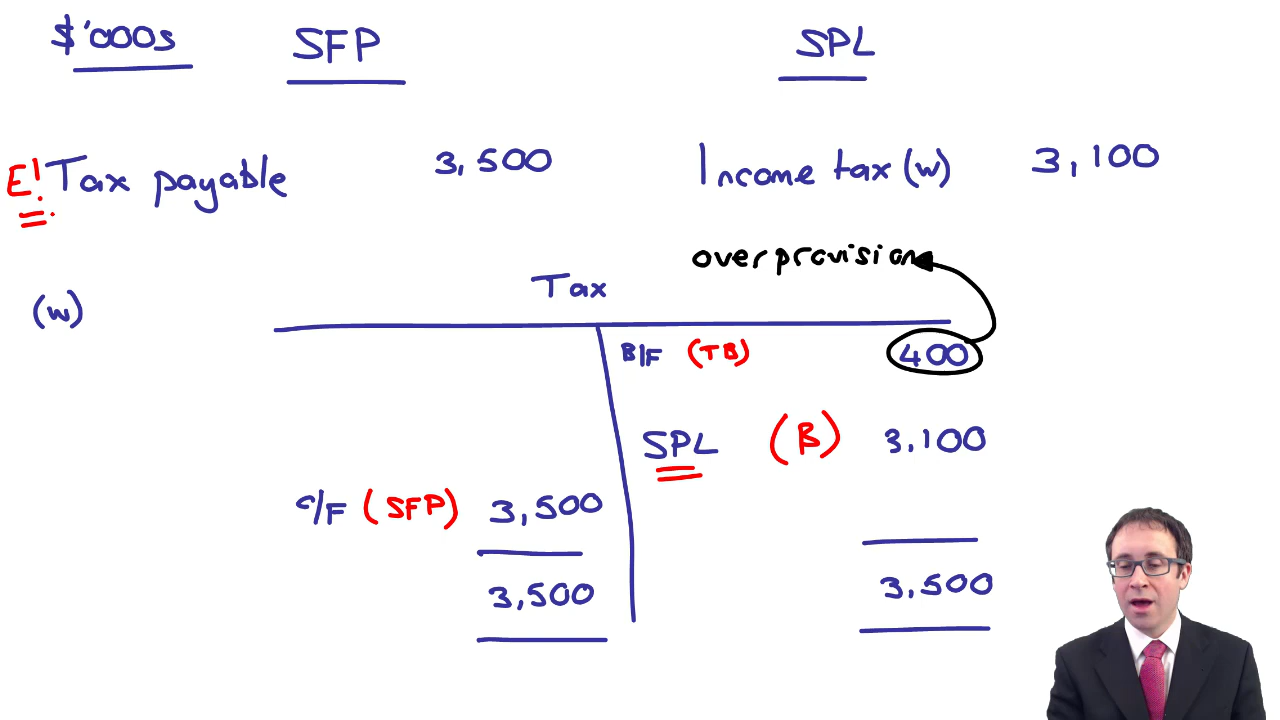 $'000s SFP SPL
E! Tax payable 3,500 Income tax (w) 3,100
overprovision
(w) Tax
B/F (TB) 400
SPL (B) 3,100
c/F (SFP) 3,500
3,500 3,500